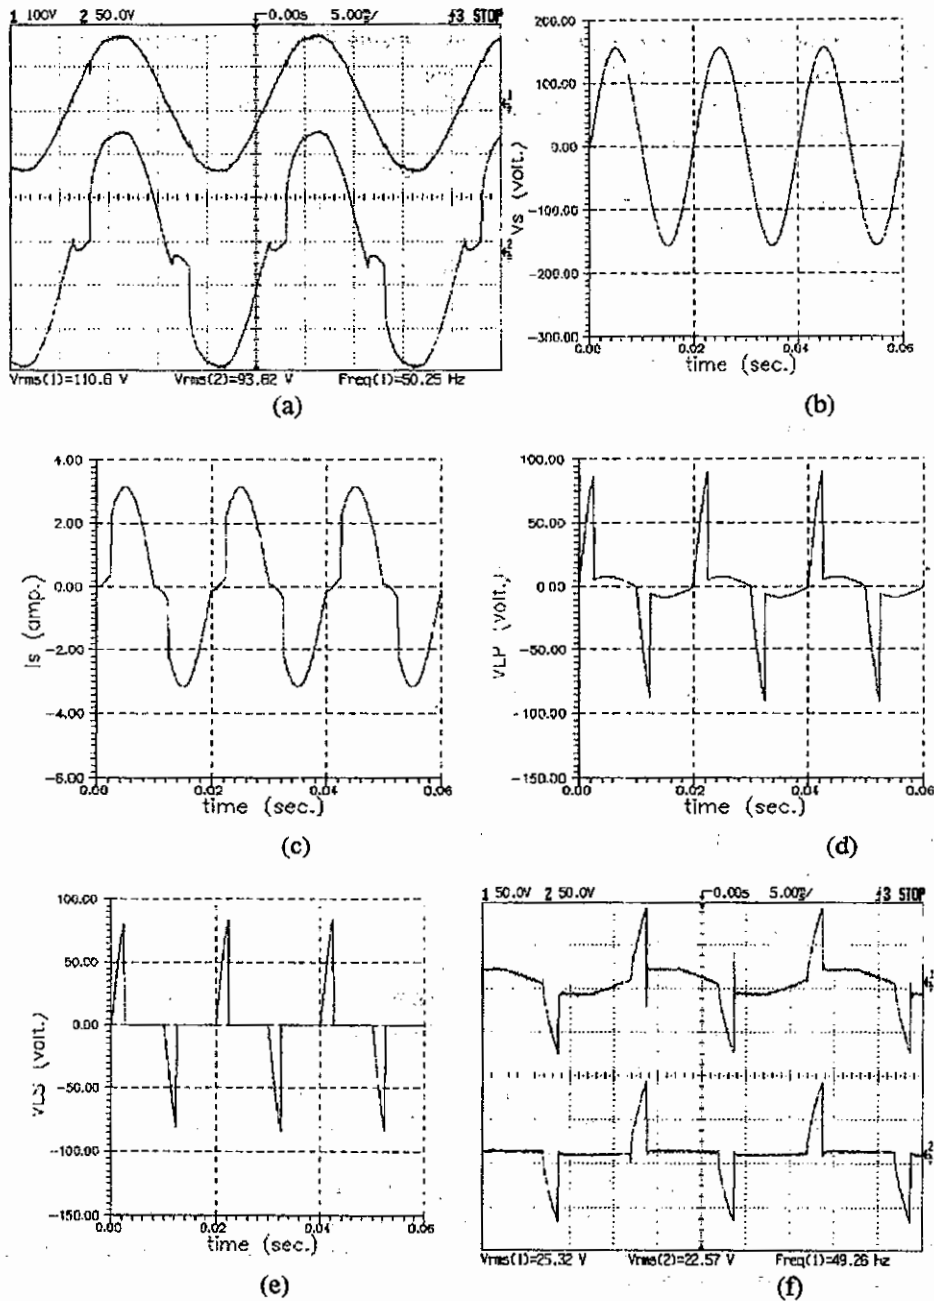 1 100V 2 50.0V 0.00s 5.00 STOP
1
2
Vrms(1)=110.6 V Vrms(2)=93.62 V Freq(1)=50.25 Hz
(a)
200.00
100.00
0.00
-100.00
-200.00
-300.00
Vs (volt.)
0.00 0.02 0.04 0.06
time (sec.)
(b)
4.00
2.00
0.00
-2.00
-4.00
-6.00
Is (amp.)
0.00 0.02 0.04 0.06
time (sec.)
(c)
100.00
50.00
0.00
-50.00
-100.00
-150.00
VLP (volt.)
0.00 0.02 0.04 0.06
time (sec.)
(d)
100.00
50.00
0.00
-50.00
-100.00
-150.00
VLS (volt.)
0.00 0.02 0.04 0.06
time (sec.)
(e)
1 50.0V 2 50.0V 0.00s 5.00 STOP
1
2
Vrms(1)=25.32 V Vrms(2)=22.57 V Freq(1)=49.26 hz
(f)